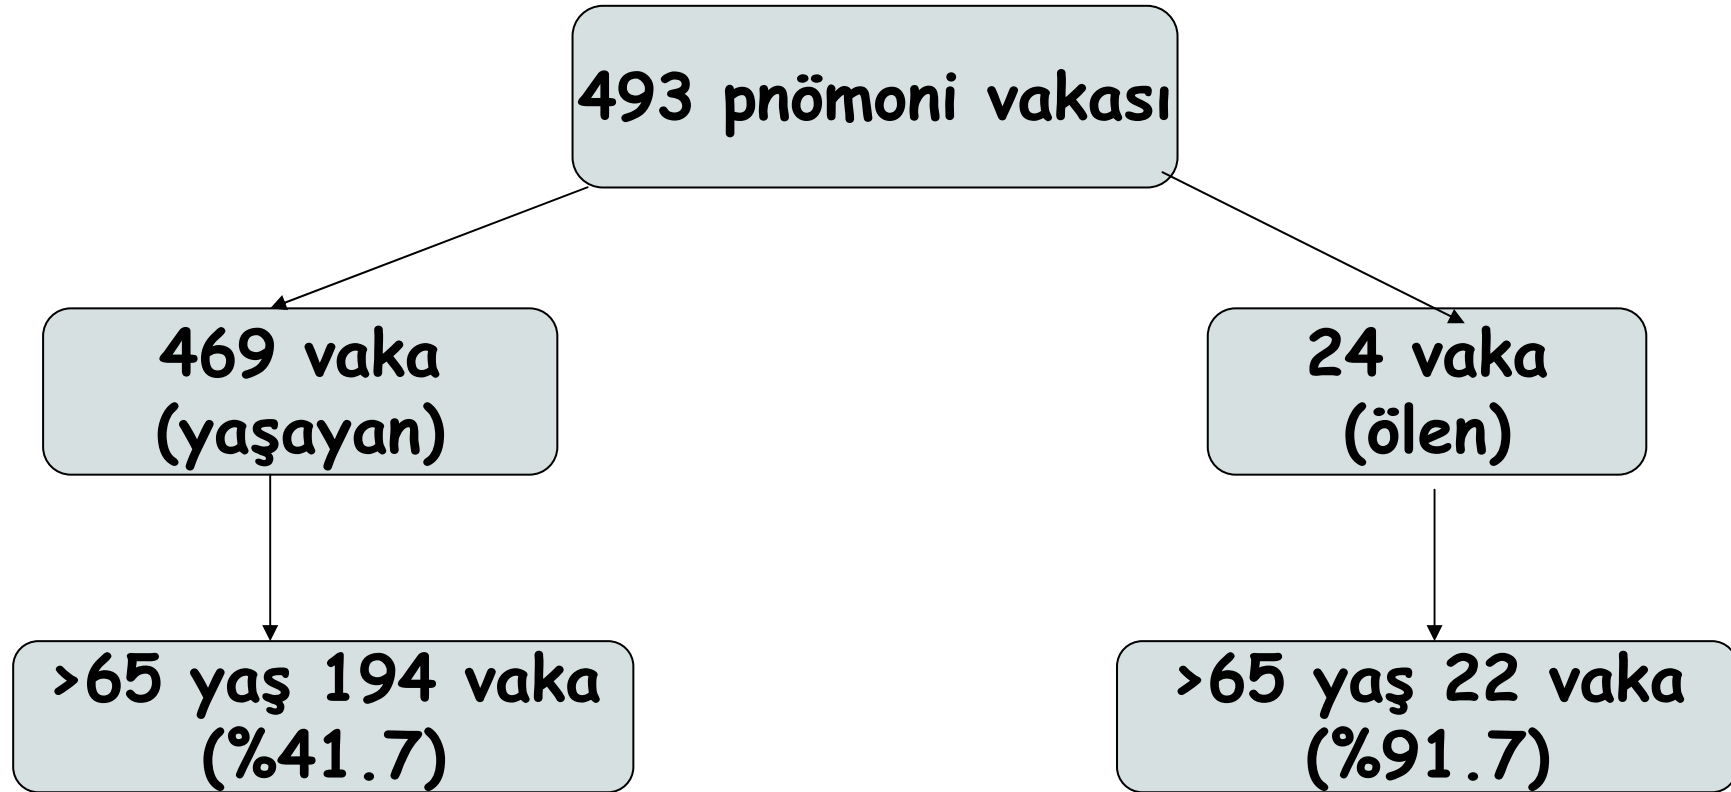 493 pnömoni vakası
469 vaka
(yaşayan)
24 vaka
(ölen)
>65 yaş 194 vaka
(%41.7)
>65 yaş 22 vaka
(%91.7)